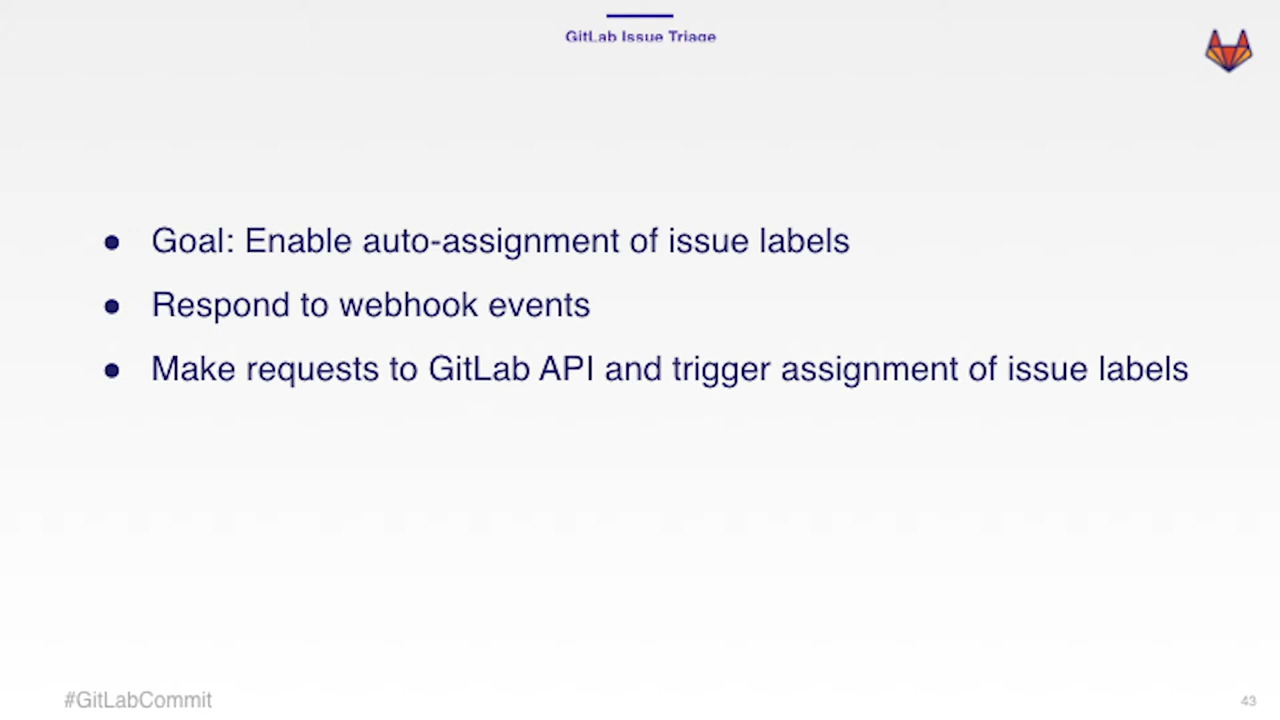 GitLab Issue Triage
● Goal: Enable auto-assignment of issue labels
● Respond to webhook events
● Make requests to GitLab API and trigger assignment of issue labels
#GitLabCommit
43